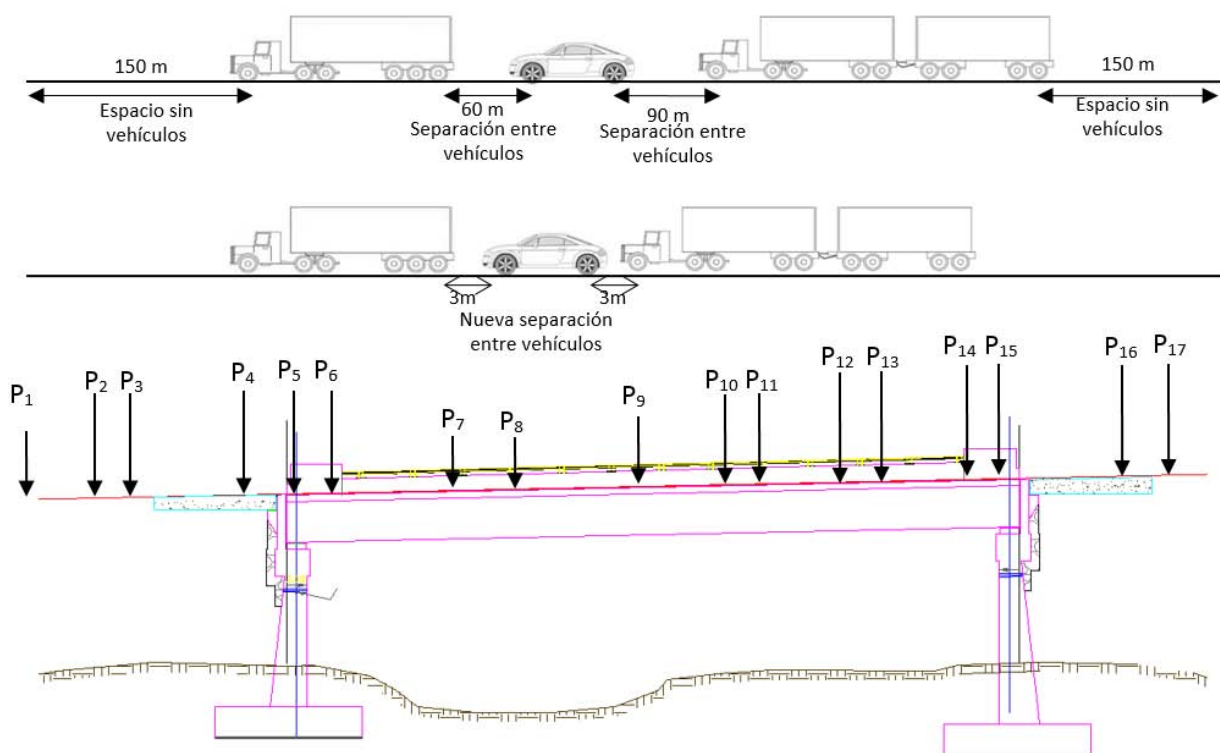 150 m
Espacio sin
vehículos
60 m
Separación entre
vehículos
90 m
Separación entre
vehículos
150 m
Espacio sin
vehículos
3m
3m
Nueva separación
entre vehículos
P₁
P₂
P₃
P₄
P₅
P₆
P₇
P₈
P₉
P₁₀
P₁₁
P₁₂
P₁₃
P₁₄
P₁₅
P₁₆
P₁₇